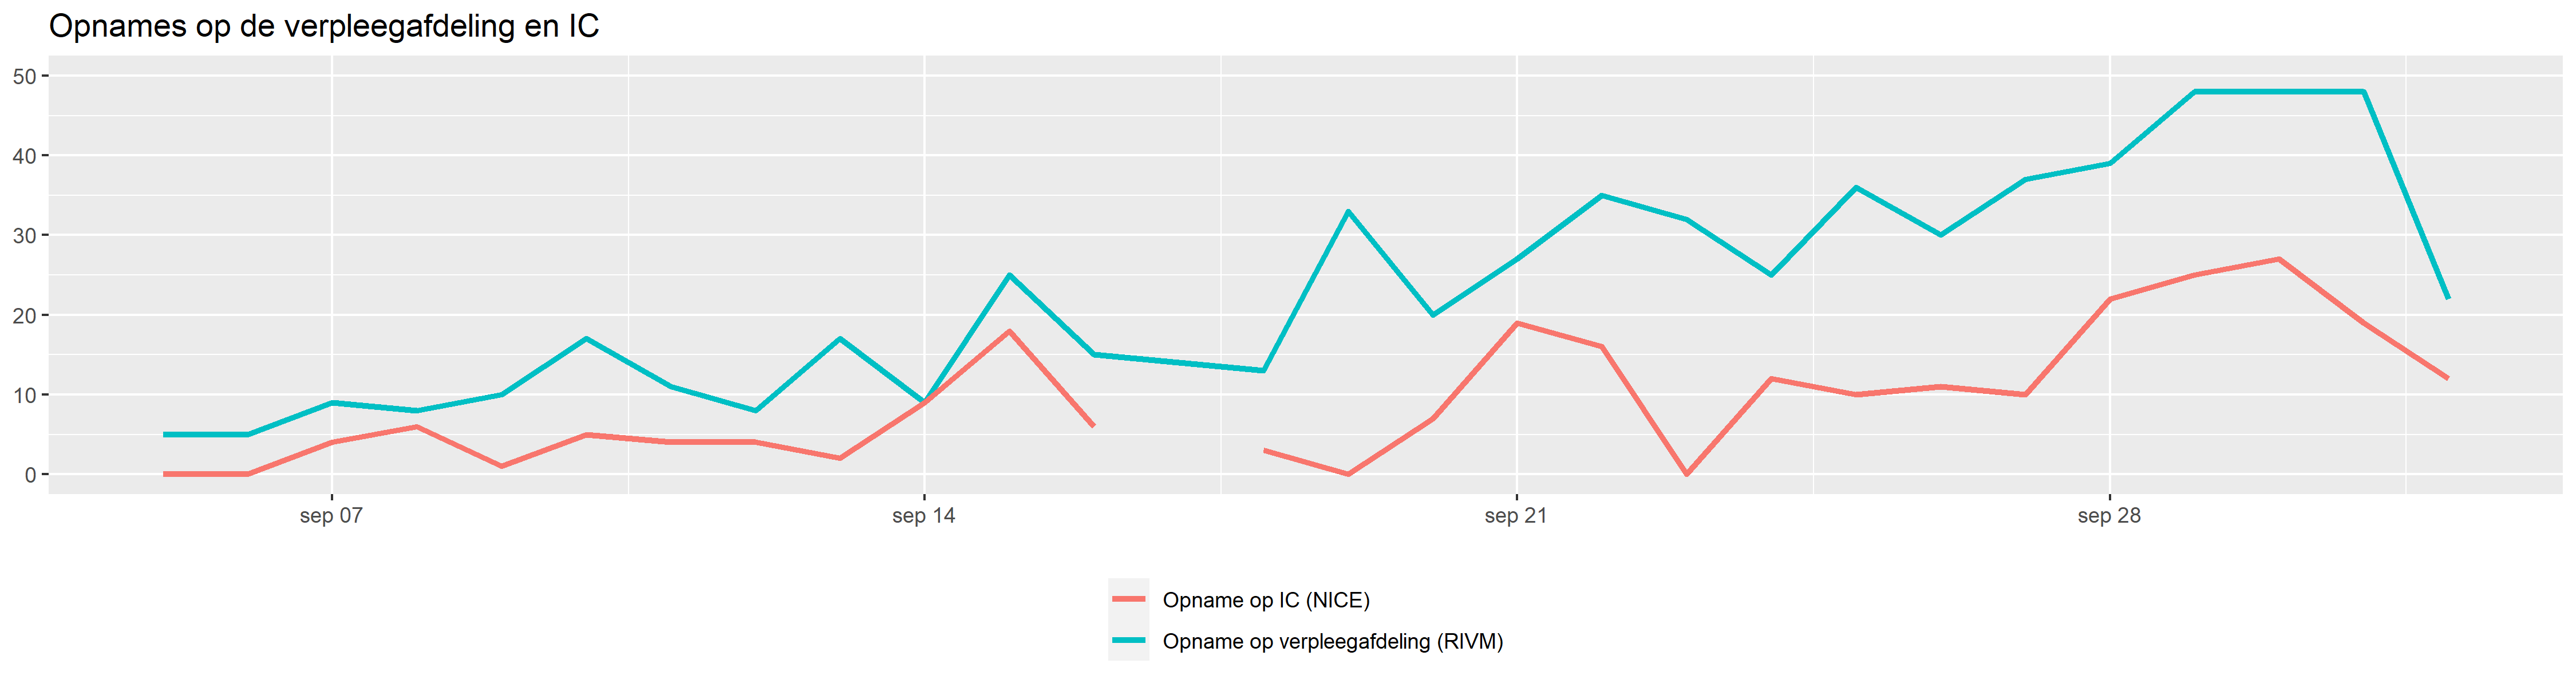 Opnames op de verpleegafdeling en IC
50
40
30
20
10
0
sep 07
sep 14
sep 21
sep 28
Opname op IC (NICE)
Opname op verpleegafdeling (RIVM)